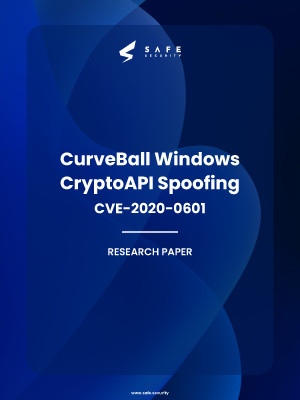 SAFE
SECURITY
CurveBall Windows
CryptoAPI Spoofing
CVE-2020-0601
RESEARCH PAPER
www.safe.security